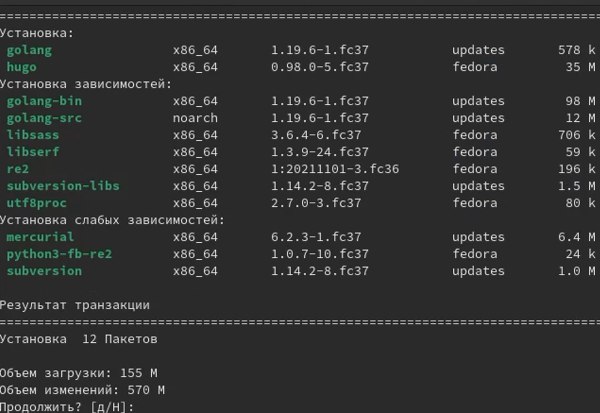 ================================================================================
Установка:
golang x86_64 1.19.6-1.fc37 updates 578 k
hugo x86_64 0.98.0-5.fc37 fedora 35 M
Установка зависимостей:
golang-bin x86_64 1.19.6-1.fc37 updates 98 M
golang-src noarch 1.19.6-1.fc37 updates 12 M
libsass x86_64 3.6.4-6.fc37 fedora 706 k
libserf x86_64 1.3.9-24.fc37 fedora 59 k
re2 x86_64 1:20211101-3.fc36 fedora 196 k
subversion-libs x86_64 1.14.2-8.fc37 updates 1.5 M
utf8proc x86_64 2.7.0-3.fc37 fedora 80 k
Установка слабых зависимостей:
mercurial x86_64 6.2.3-1.fc37 updates 6.4 M
python3-fb-re2 x86_64 1.0.7-10.fc37 fedora 24 k
subversion x86_64 1.14.2-8.fc37 updates 1.0 M
Результат транзакции
================================================================================
Установка 12 Пакетов
Объем загрузки: 155 M
Объем изменений: 570 M
Продолжить? [д/Н]: